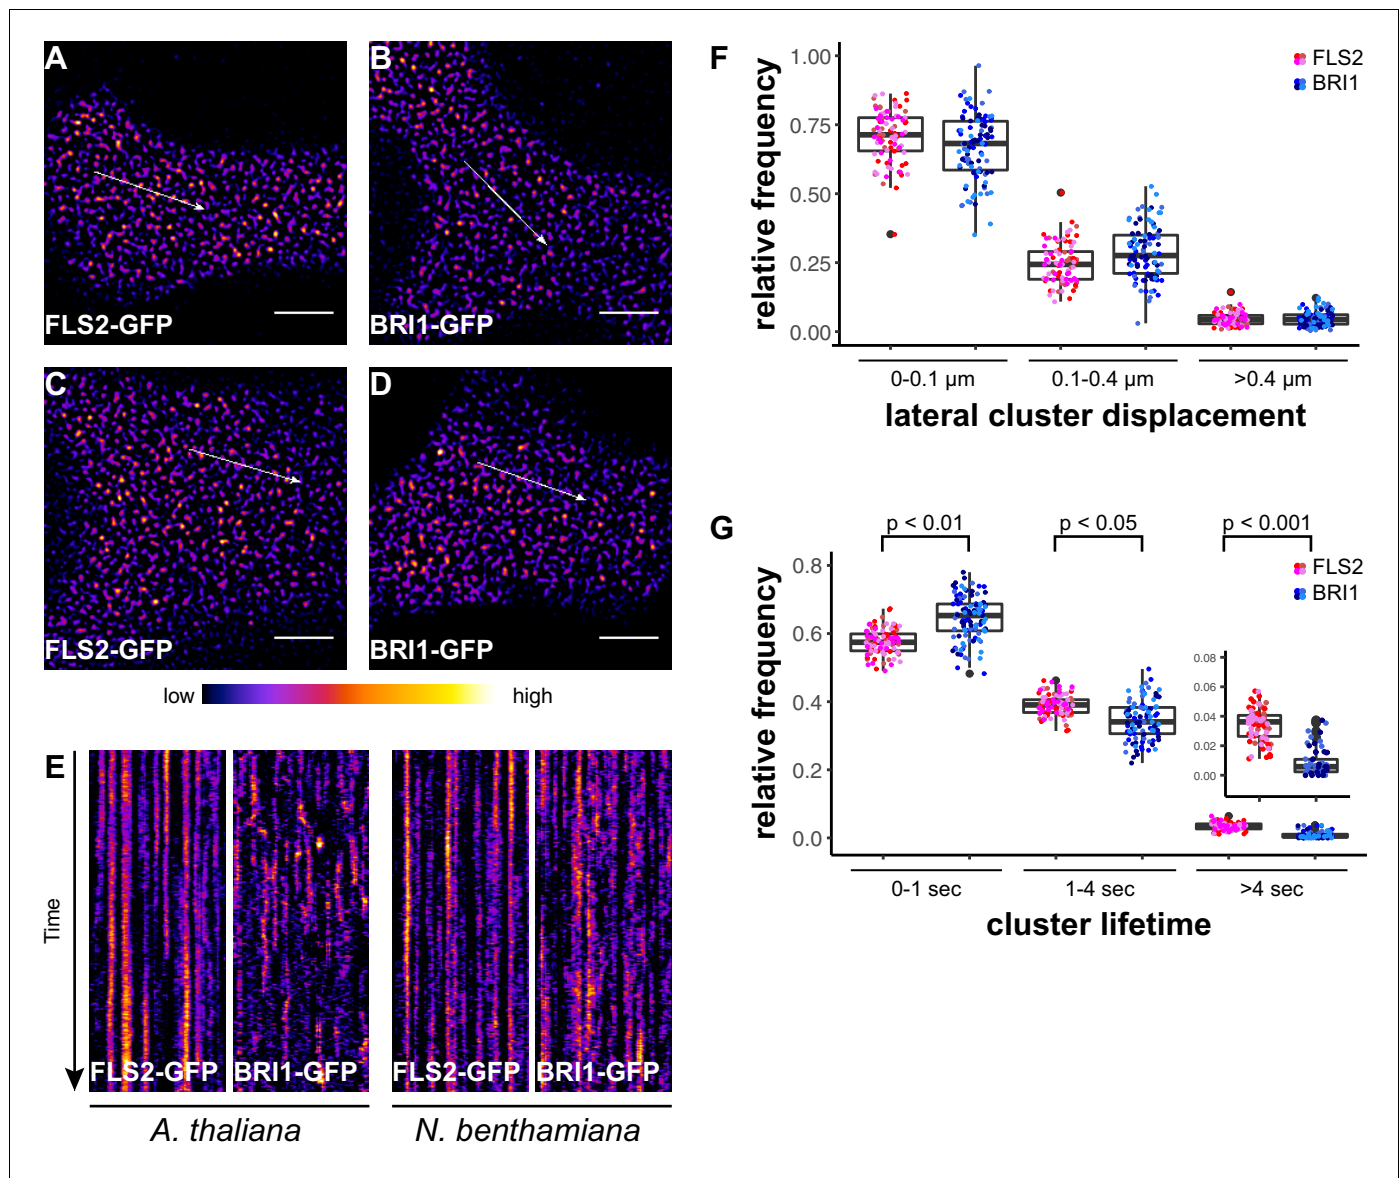 A
FLS2-GFP
B
BRI1-GFP
C
FLS2-GFP
D
BRI1-GFP
low
high
E
Time
FLS2-GFP
BRI1-GFP
FLS2-GFP
BRI1-GFP
A. thaliana
N. benthamiana
F
relative frequency
1.00
0.75
0.50
0.25
0.00
FLS2
BRI1
0-0.1 µm
0.1-0.4 µm
>0.4 µm
lateral cluster displacement
G
p < 0.01
p < 0.05
p < 0.001
relative frequency
0.8
0.6
0.4
0.2
0.0
FLS2
BRI1
0.08
0.06
0.04
0.02
0.00
0-1 sec
1-4 sec
>4 sec
cluster lifetime